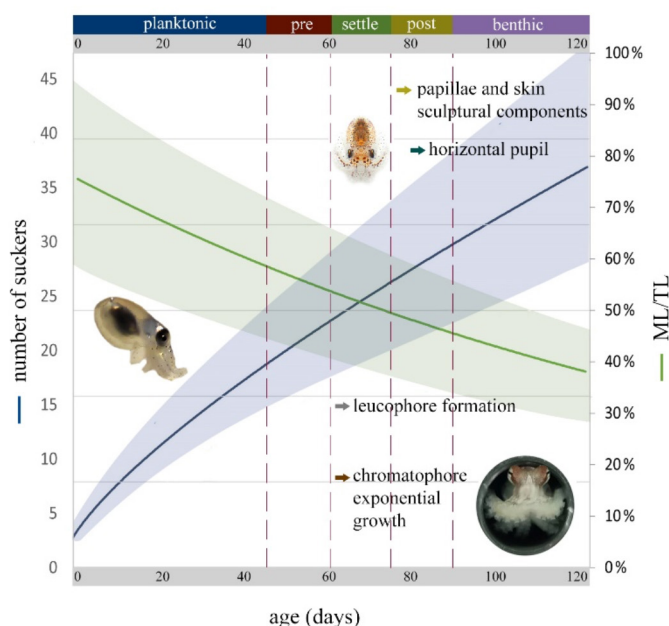 planktonic pre settle post benthic
0 20 40 60 80 100 120
100%
90%
80%
70%
60%
50%
40%
30%
20%
10%
0%
ML/TL
45
40
35
30
25
20
15
10
5
0
number of suckers
papillae and skin
sculptural components
horizontal pupil
leucophore formation
chromatophore
exponential
growth
0 20 40 60 80 100 120
age (days)